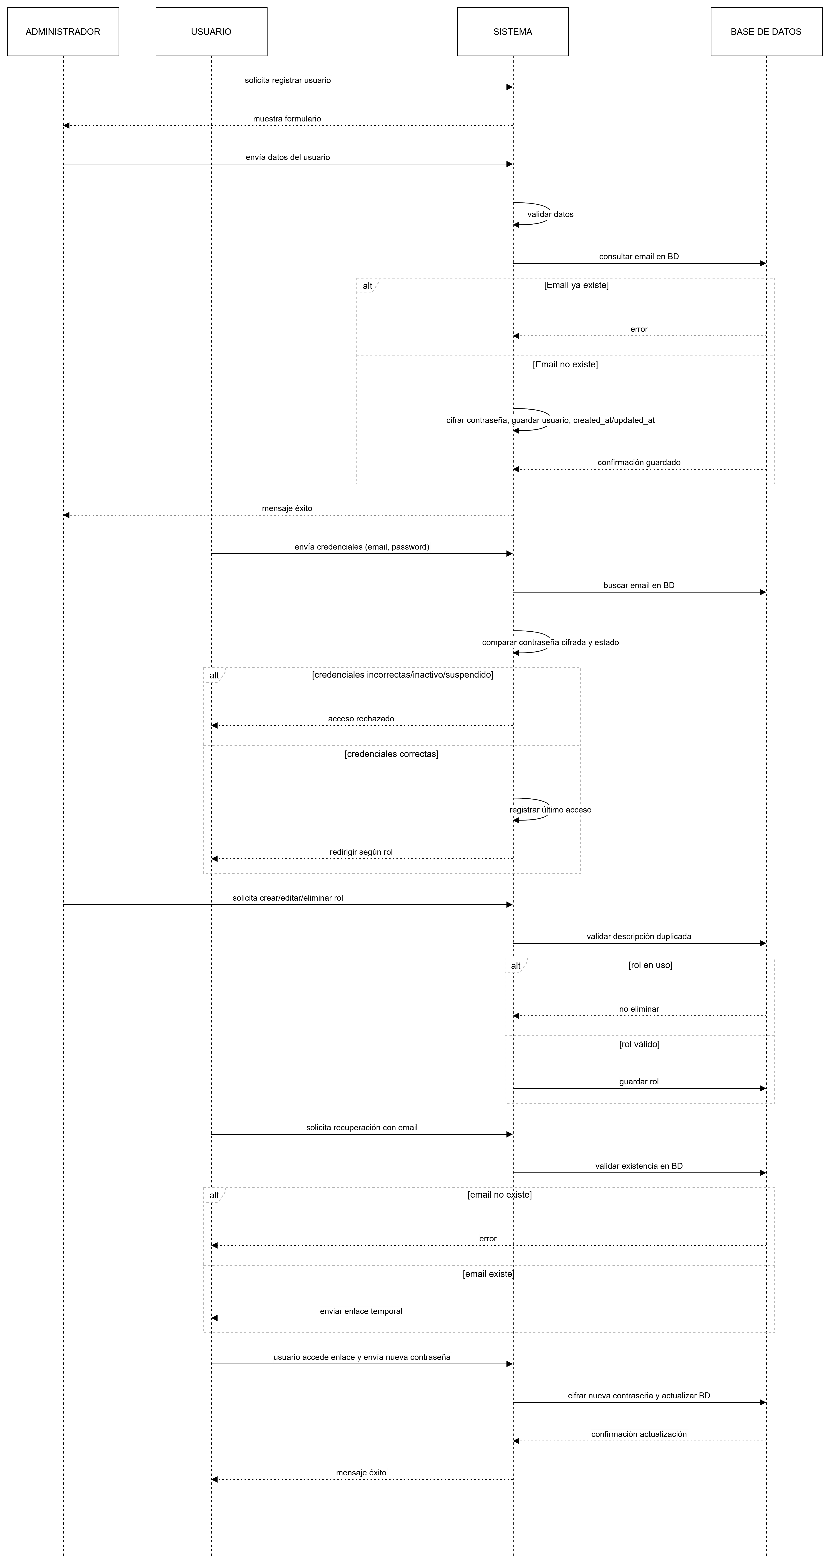 ADMINISTRADOR
USUARIO
SISTEMA
BASE DE DATOS
solicita registrar usuario
muestra formulario
envía datos del usuario
validar datos
consultar email en BD
alt
[Email ya existe]
error
[Email no existe]
cifrar contraseña, guardar usuario, created_at/updated_at
confirmación guardado
mensaje éxito
envía credenciales (email, password)
buscar email en BD
comparar contraseña cifrada y estado
alt
[credenciales incorrectas/inactivo/suspendido]
acceso rechazado
[credenciales correctas]
registrar último acceso
redirigir según rol
solicita crear/editar/eliminar rol
validar descripción duplicada
alt
[rol en uso]
no eliminar
[rol válido]
guardar rol
solicita recuperación con email
validar existencia en BD
alt
[email no existe]
error
[email existe]
enviar enlace temporal
usuario accede enlace y envía nueva contraseña
cifrar nueva contraseña y actualizar BD
confirmación actualización
mensaje éxito